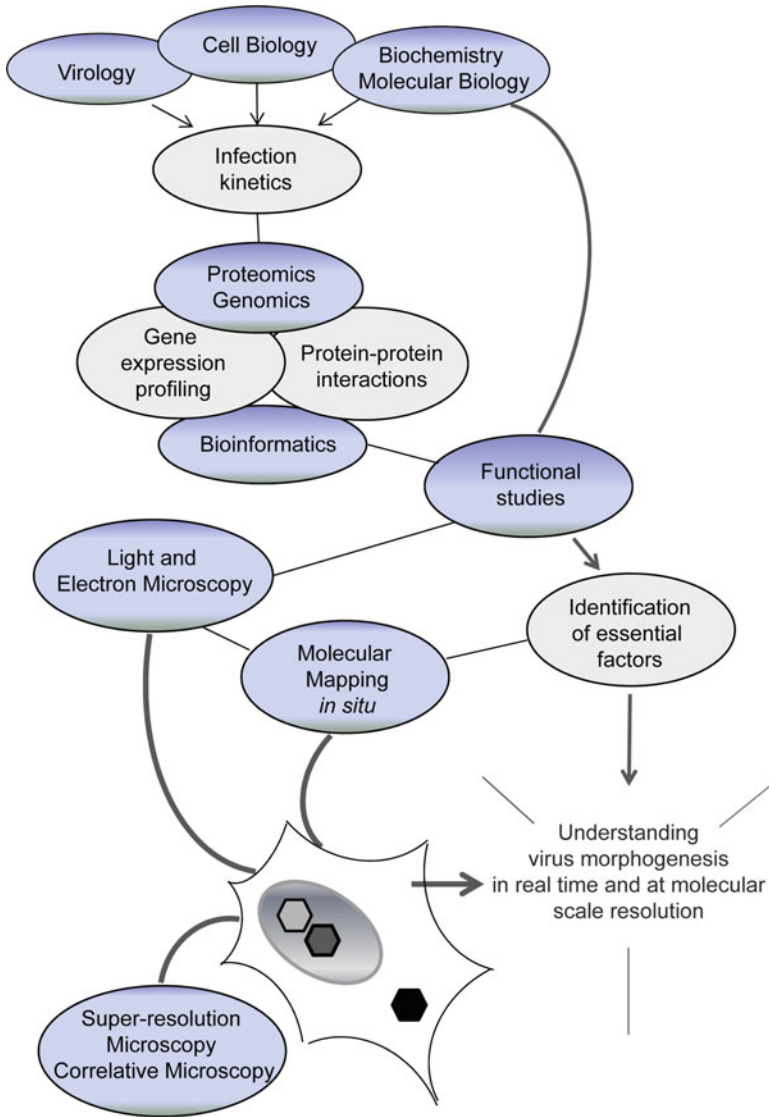 Virology
Cell Biology
Biochemistry
Molecular Biology
Infection
kinetics
Proteomics
Genomics
Gene
expression
profiling
Protein-protein
interactions
Bioinformatics
Functional
studies
Light and
Electron Microscopy
Identification
of essential
factors
Molecular
Mapping
in situ
Understanding
virus morphogenesis
in real time and at molecular
scale resolution
Super-resolution
Microscopy
Correlative Microscopy